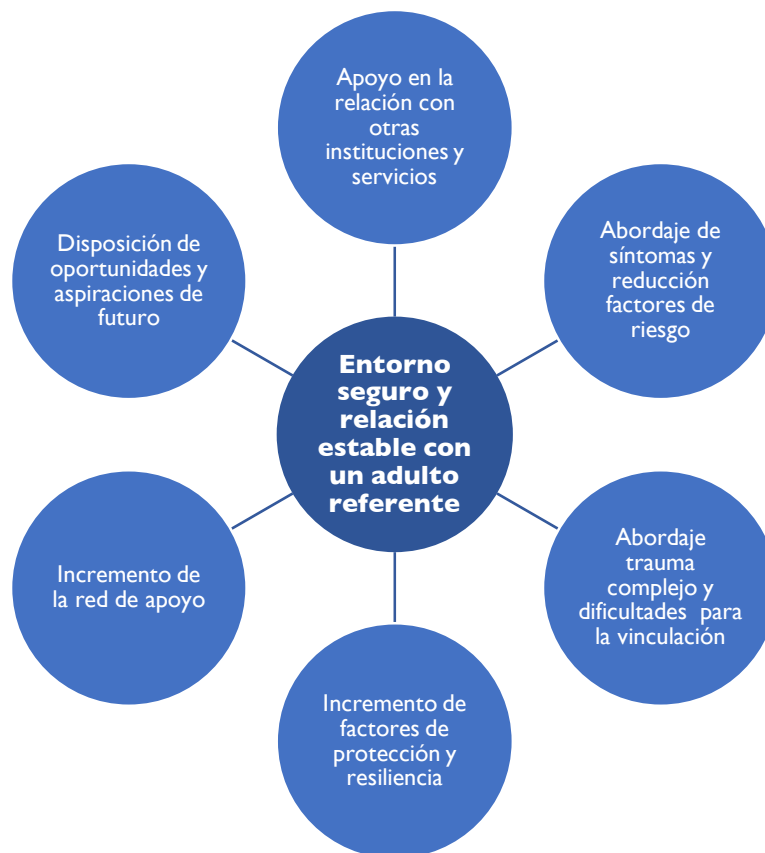 Apoyo en la
relación con
otras
instituciones y
servicios
Disposición de
oportunidades y
aspiraciones de
futuro
Abordaje de
síntomas y
reducción
factores de
riesgo
Entorno
seguro y
relación
estable con
un adulto
referente
Incremento de
la red de apoyo
Abordaje
trauma
complejo y
dificultades para
la vinculación
Incremento de
factores de
protección y
resiliencia